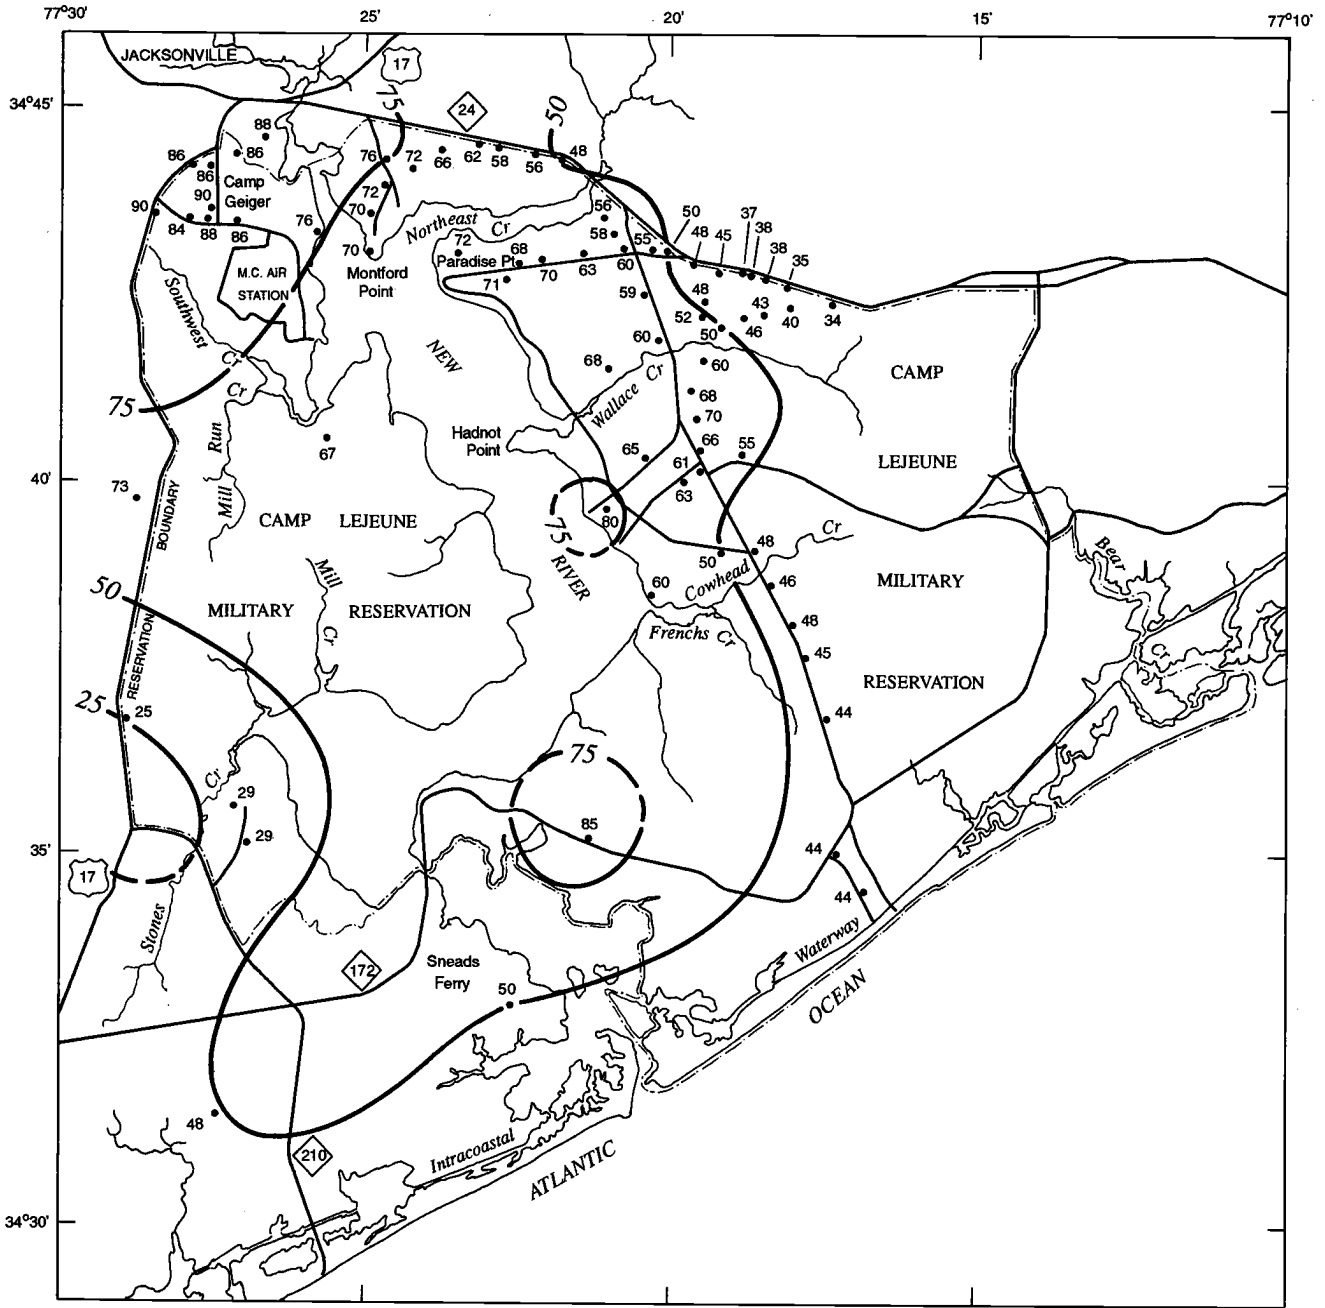 77°30'
25'
20'
15'
77°10'
JACKSONVILLE
17
34°45'
75
24
50
88
86
86
86
90
90
84
88
86
Camp
Geiger
76
72
66
62
58
56
48
72
70
76
70
Northeast Cr
56
58
55
60
50
48
45
37
38
38
35
M.C. AIR
STATION
Montford
Point
72
Paradise Pt
68
71
70
63
59
48
52
50
46
43
40
34
Southwest Cr
NEW
60
68
Wallace Cr
60
CAMP
75
Cr
68
70
Hadnot
Point
67
65
66
61
55
63
LEJEUNE
40'
73
Mill Run
BOUNDARY
CAMP LEJEUNE
75
80
RIVER
48
50
Cr
Cowhead
60
46
Bear
Cr
MILITARY
50
Mill Cr
MILITARY RESERVATION
Frenchs Cr
48
45
RESERVATION
RESERVATION
25
25
44
Cr
29
29
75
85
35'
17
44
44
Stones
172
Sneads
Ferry
50
Waterway
OCEAN
48
210
Intracoastal
ATLANTIC
34°30'